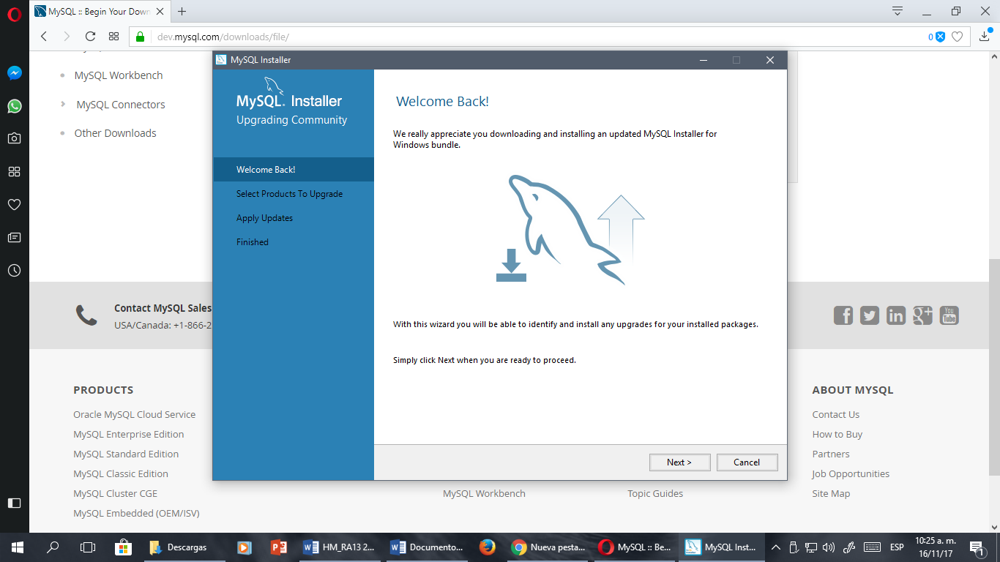 MySQL :: Begin Your Down
dev.mysql.com/downloads/file/
0
MySQL Workbench
MySQL Connectors
Other Downloads
MySQL Installer
MySQL. Installer
Upgrading Community
Welcome Back!
Select Products To Upgrade
Apply Updates
Finished
Welcome Back!
We really appreciate you downloading and installing an updated MySQL Installer for
Windows bundle.
With this wizard you will be able to identify and install any upgrades for your installed packages.
Simply click Next when you are ready to proceed.
Next >
Cancel
Contact MySQL Sales
USA/Canada: +1-866-2
You
Tube
PRODUCTS
Oracle MySQL Cloud Service
MySQL Enterprise Edition
MySQL Standard Edition
MySQL Classic Edition
MySQL Cluster CGE
MySQL Embedded (OEM/ISV)
MySQL Workbench
Topic Guides
ABOUT MYSQL
Contact Us
How to Buy
Partners
Job Opportunities
Site Map
Descargas
HM_RA13 2...
Documento...
Nueva pesta...
MySQL :: Be...
MySQL Inst...
ESP
10:25 a. m.
16/11/17
1